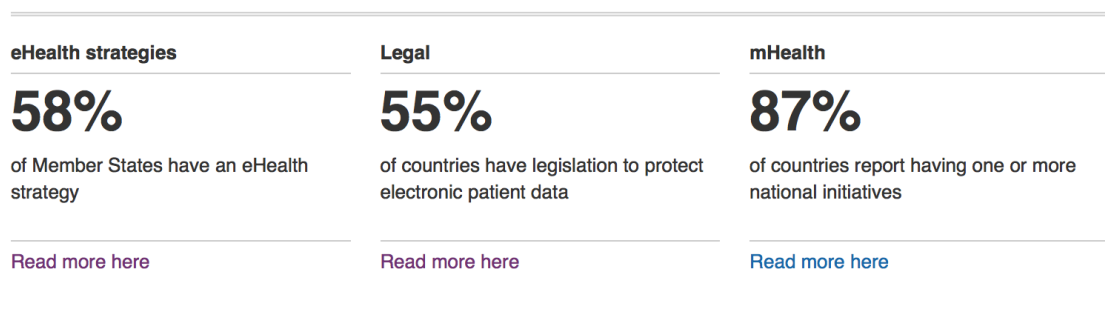 eHealth strategies
58%
of Member States have an eHealth
strategy
Read more here
Legal
55%
of countries have legislation to protect
electronic patient data
Read more here
mHealth
87%
of countries report having one or more
national initiatives
Read more here